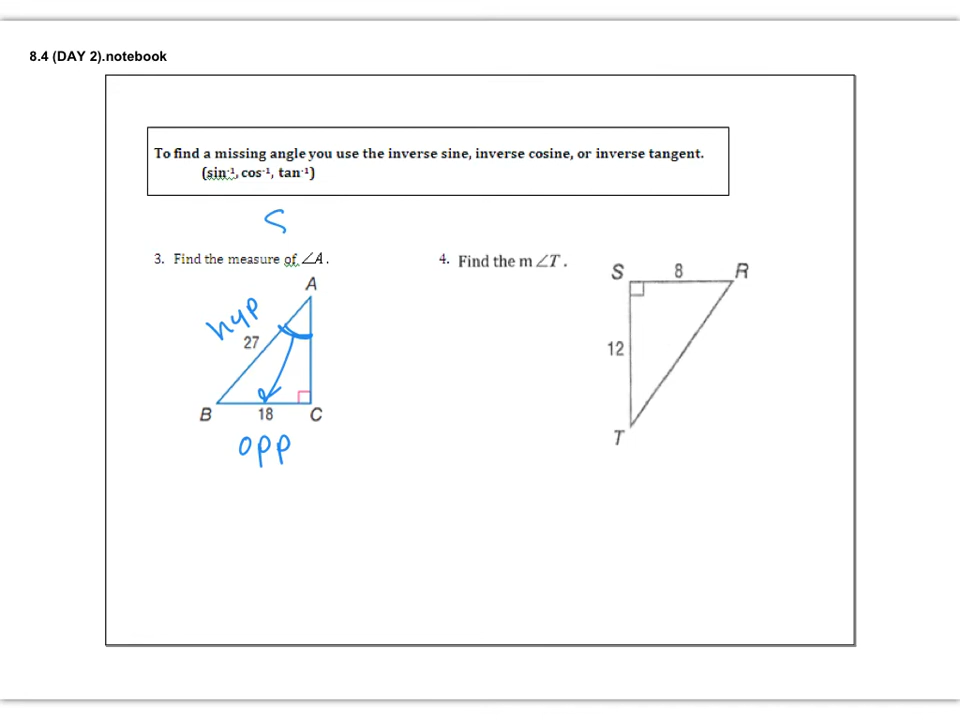 8.4 (DAY 2).notebook
To find a missing angle you use the inverse sine, inverse cosine, or inverse tangent.
(sin⁻¹, cos⁻¹, tan⁻¹)
S
3. Find the measure of ∠A.
A
hyp
27
B
18
C
opp
4. Find the m∠T.
S
8
R
12
T